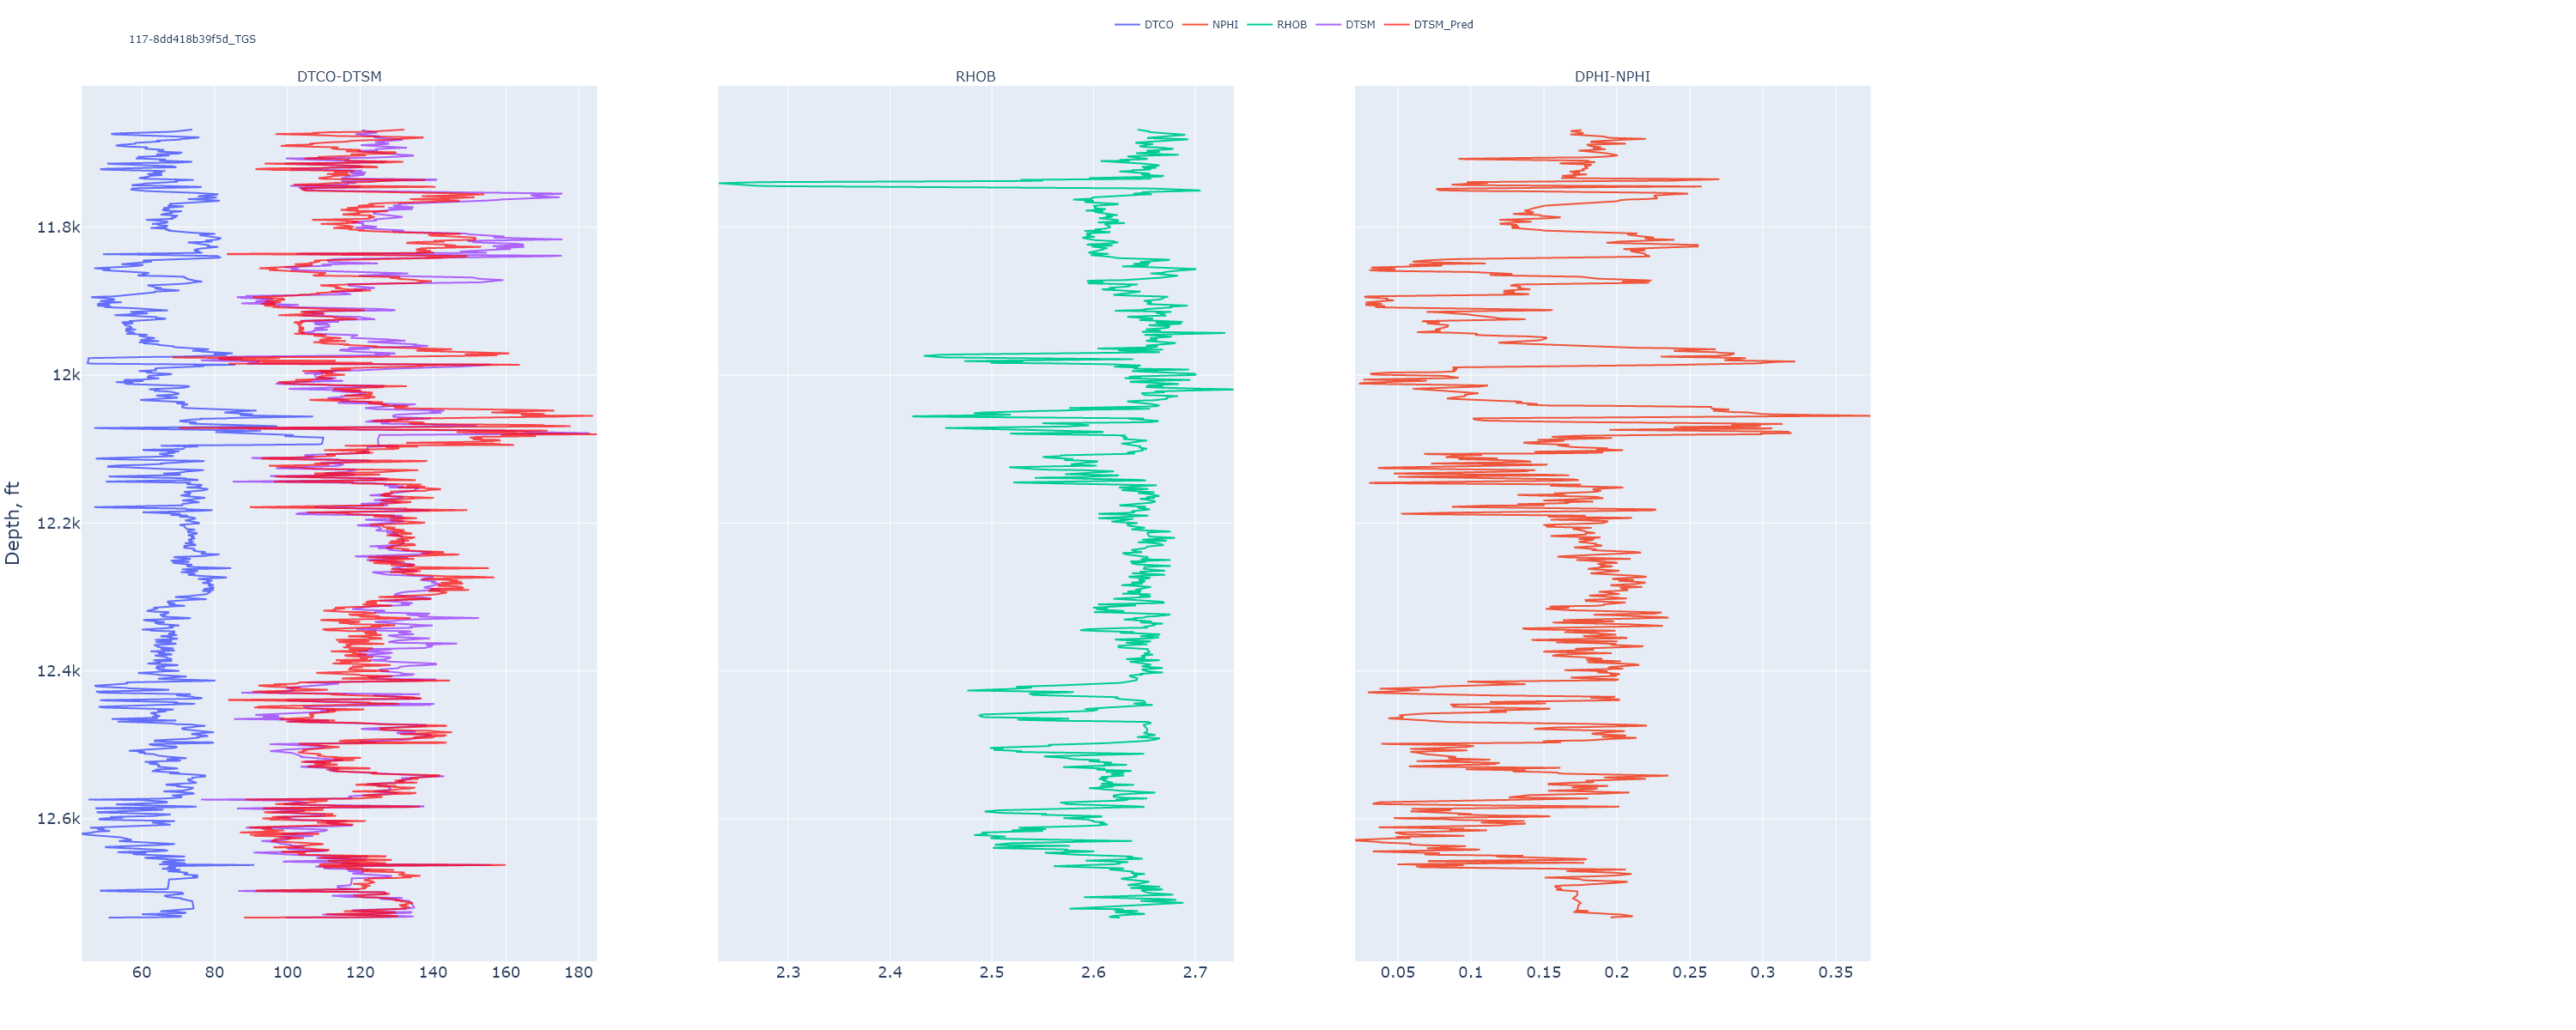 DTCO NPHI RHOB DTSM DTSM_Pred
117-8dd418b39f5d_TGS
DTCO-DTSM RHOB DPHI-NPHI
Depth, ft
11.8k
12k
12.2k
12.4k
12.6k
60 80 100 120 140 160 180 2.3 2.4 2.5 2.6 2.7 0.05 0.1 0.15 0.2 0.25 0.3 0.35